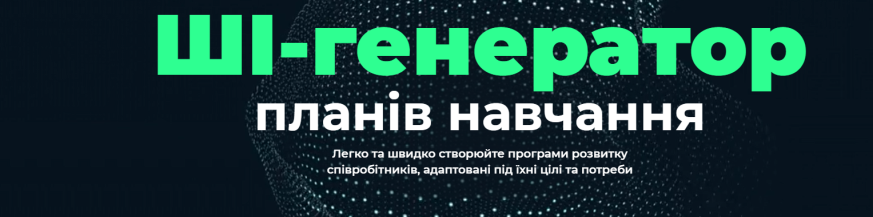 ШІ-генератор
планів навчання
Легко та швидко створюйте програми розвитку
співробітників, адаптовані під їхні цілі та потреби